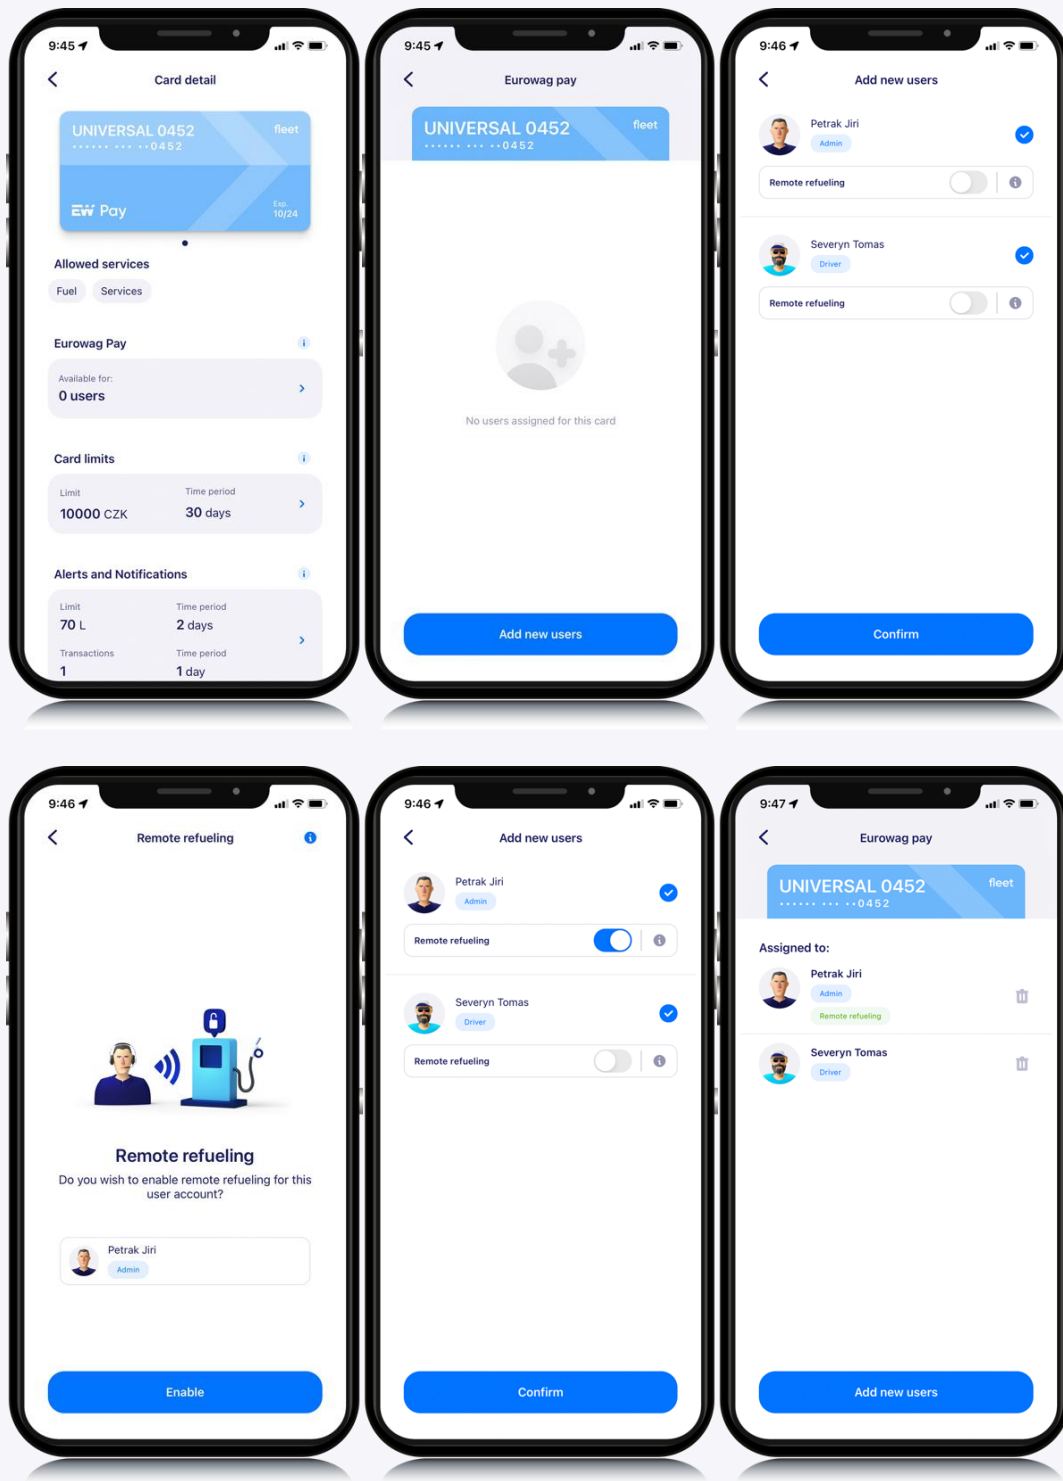 9:45
Card detail
UNIVERSAL 0452
fleet
······ ··· ··0452
EW Pay
Exp.
10/24
Allowed services
Fuel
Services
Eurowag Pay
Available for:
0 users
Card limits
Limit
Time period
10000 CZK
30 days
Alerts and Notifications
Limit
Time period
70 L
2 days
Transactions
Time period
1
1 day
9:45
Eurowag pay
UNIVERSAL 0452
fleet
······ ··· ··0452
No users assigned for this card
Add new users
9:46
Add new users
Petrak Jiri
Admin
Remote refueling
Severyn Tomas
Driver
Remote refueling
Confirm
9:46
Remote refueling
Remote refueling
Do you wish to enable remote refueling for this
user account?
Petrak Jiri
Admin
Enable
9:46
Add new users
Petrak Jiri
Admin
Remote refueling
Severyn Tomas
Driver
Remote refueling
Confirm
9:47
Eurowag pay
UNIVERSAL 0452
fleet
······ ··· ··0452
Assigned to:
Petrak Jiri
Admin
Remote refueling
Severyn Tomas
Driver
Add new users